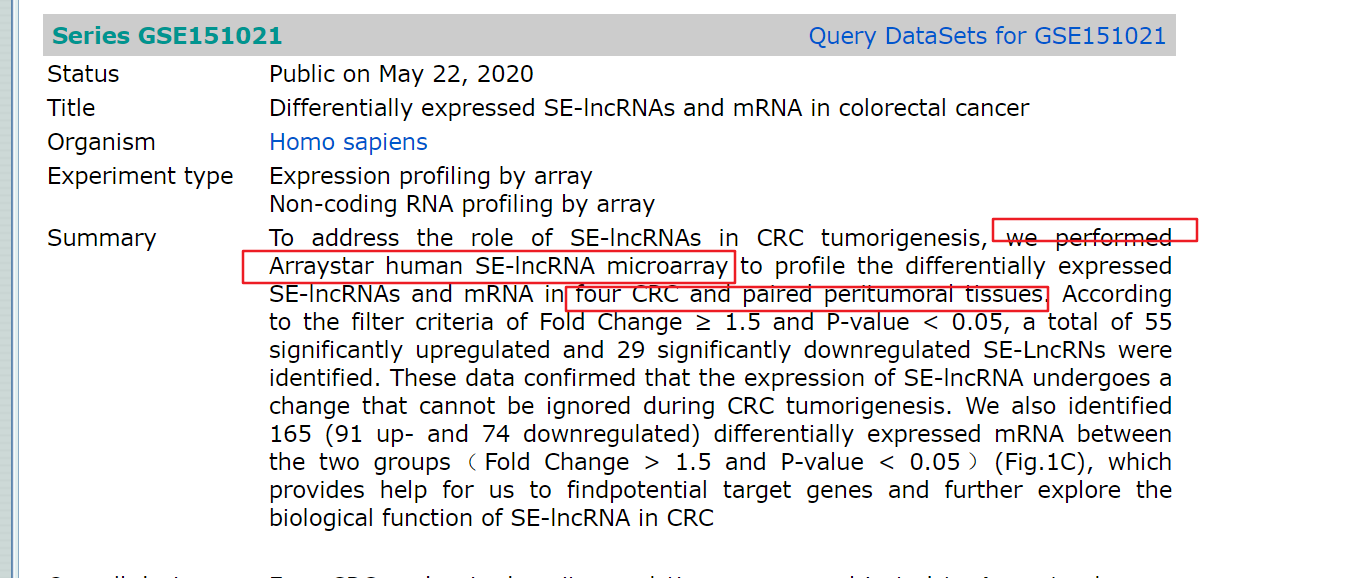 Series GSE151021 Query DataSets for GSE151021
Status Public on May 22, 2020
Title Differentially expressed SE-lncRNAs and mRNA in colorectal cancer
Organism Homo sapiens
Experiment type Expression profiling by array
Non-coding RNA profiling by array
Summary To address the role of SE-lncRNAs in CRC tumorigenesis, we performed
Arraystar human SE-lncRNA microarray to profile the differentially expressed
SE-lncRNAs and mRNA in four CRC and paired peritumoral tissues. According
to the filter criteria of Fold Change ≥ 1.5 and P-value < 0.05, a total of 55
significantly upregulated and 29 significantly downregulated SE-LncRNs were
identified. These data confirmed that the expression of SE-lncRNA undergoes a
change that cannot be ignored during CRC tumorigenesis. We also identified
165 (91 up- and 74 downregulated) differentially expressed mRNA between
the two groups（Fold Change > 1.5 and P-value < 0.05）(Fig.1C), which
provides help for us to findpotential target genes and further explore the
biological function of SE-lncRNA in CRC